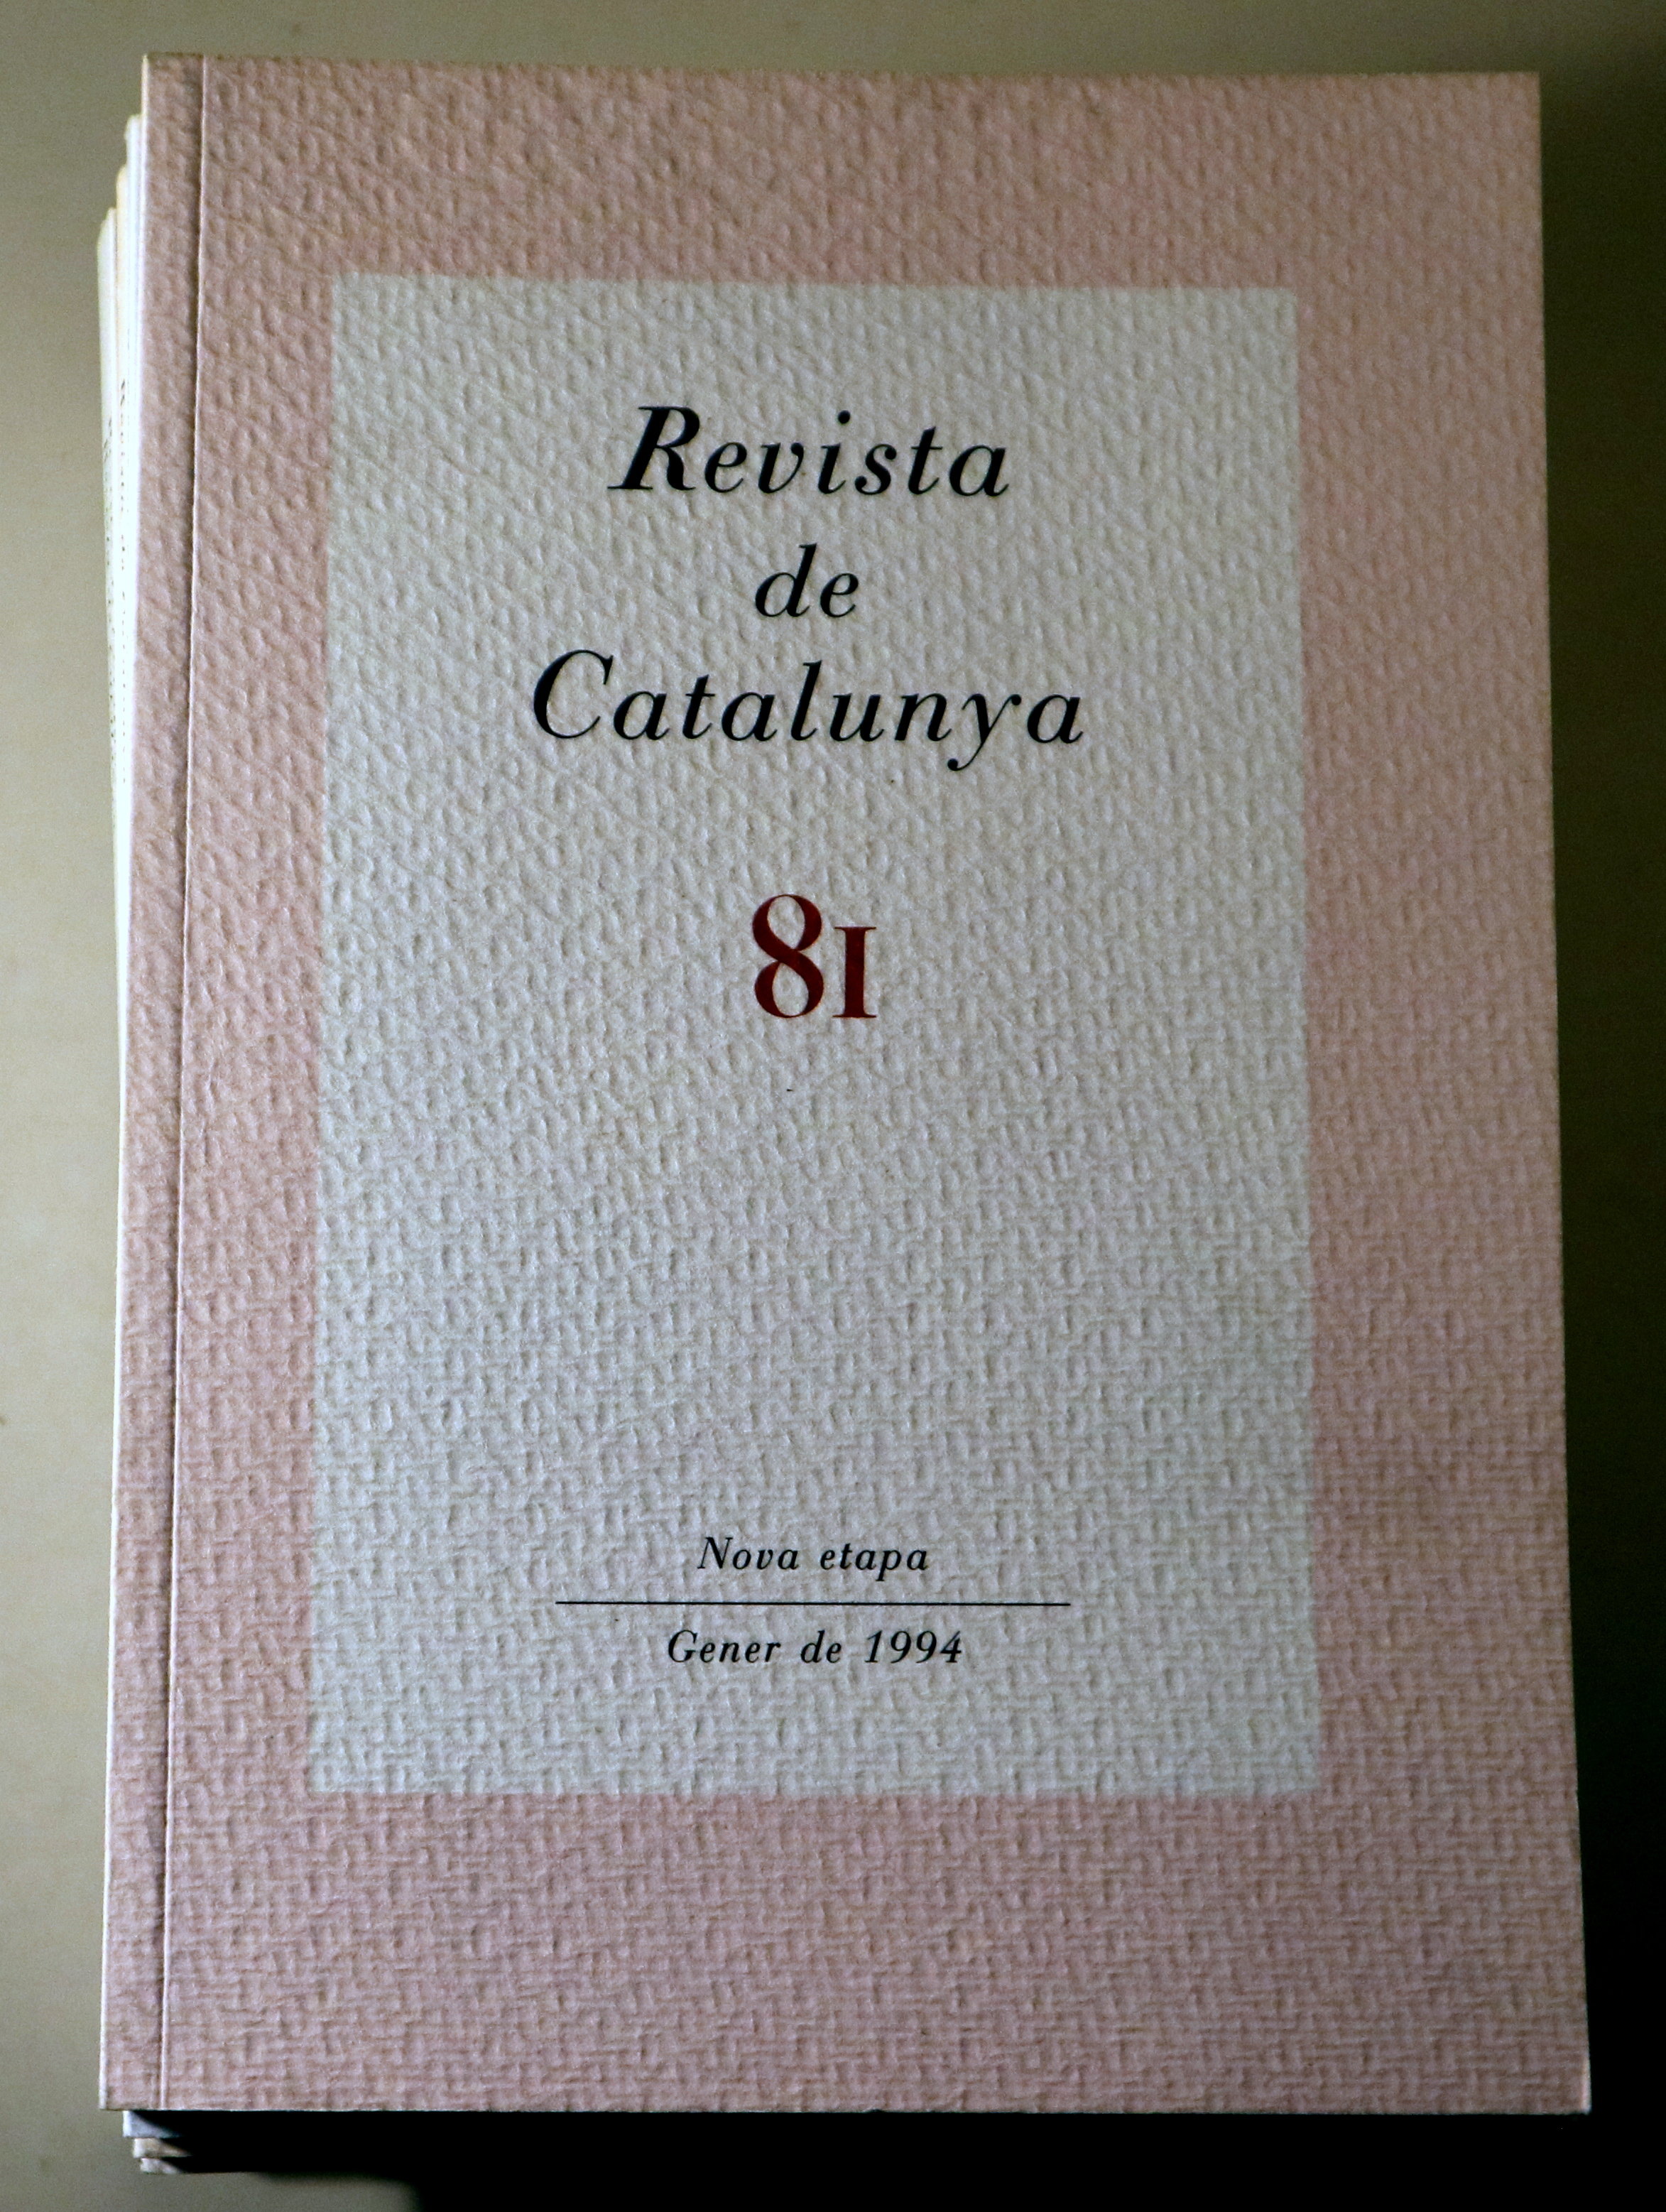 Revista
de
Catalunya
81
Nova etapa
Gener de 1994